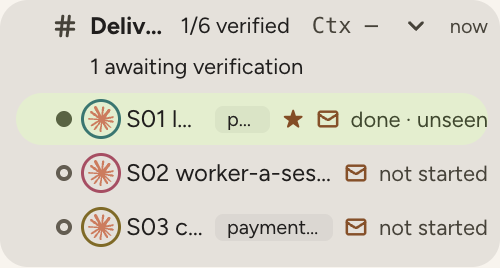 # Deliv... 1/6 verified Ctx – now
1 awaiting verification
S01 l... p... done · unseen
S02 worker-a-ses... not started
S03 c... payment... not started